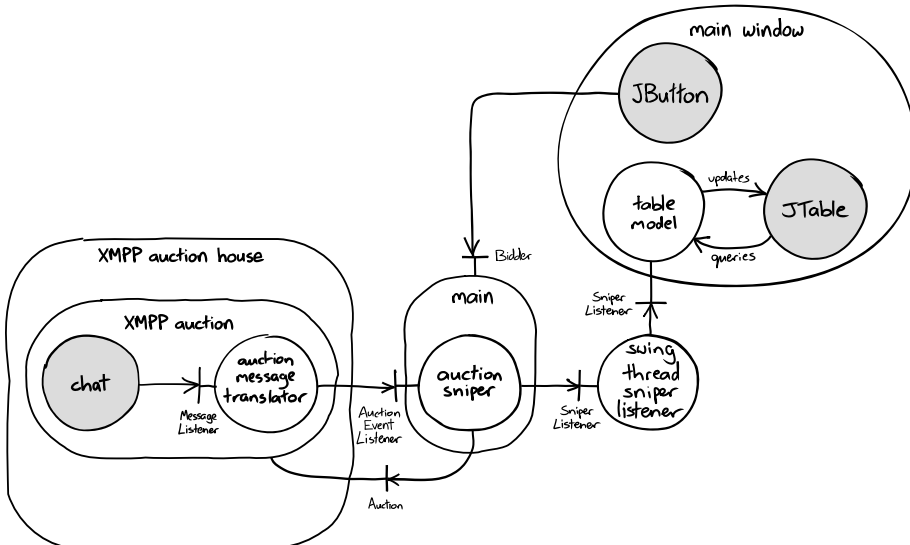 main window
JButton
updates
table
model
JTable
queries
Bidder
XMPP auction house
main
Sniper
Listener
XMPP auction
chat
Message
Listener
auction
message
translator
Auction
Event
Listener
auction
sniper
Sniper
Listener
swing
thread
sniper
listener
Auction